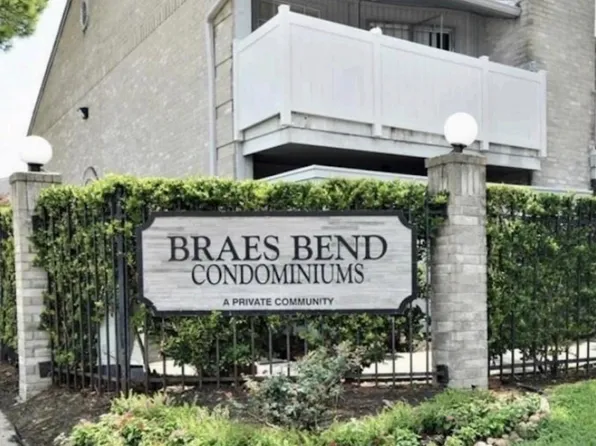 BRAES BEND
CONDOMINIUMS
A PRIVATE COMMUNITY